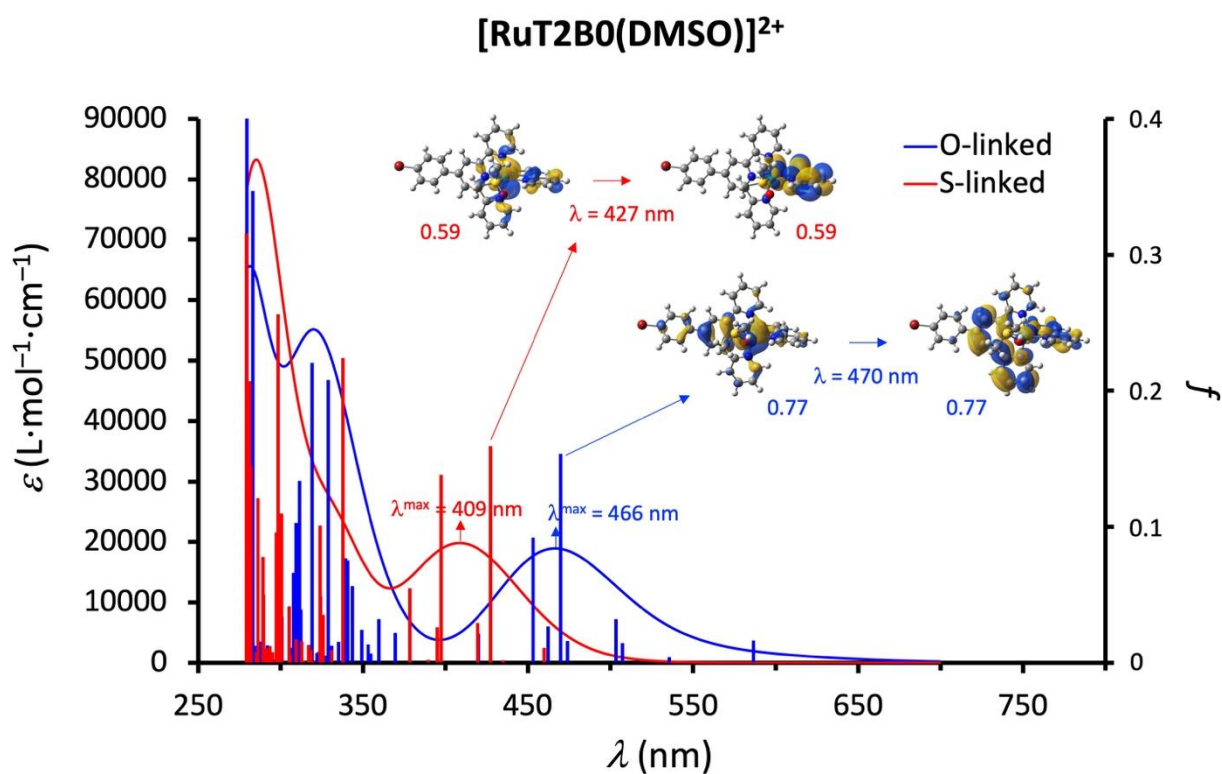 [RuT2B0(DMSO)]²⁺
90000
80000
70000
60000
50000
40000
30000
20000
10000
0
ε (L·mol⁻¹·cm⁻¹)
0.4
0.3
0.2
0.1
0
f
O-linked
S-linked
λ = 427 nm
0.59
0.59
λ = 470 nm
0.77
0.77
λᵐᵃˣ = 409 nm
λᵐᵃˣ = 466 nm
250
350
450
550
650
750
λ (nm)